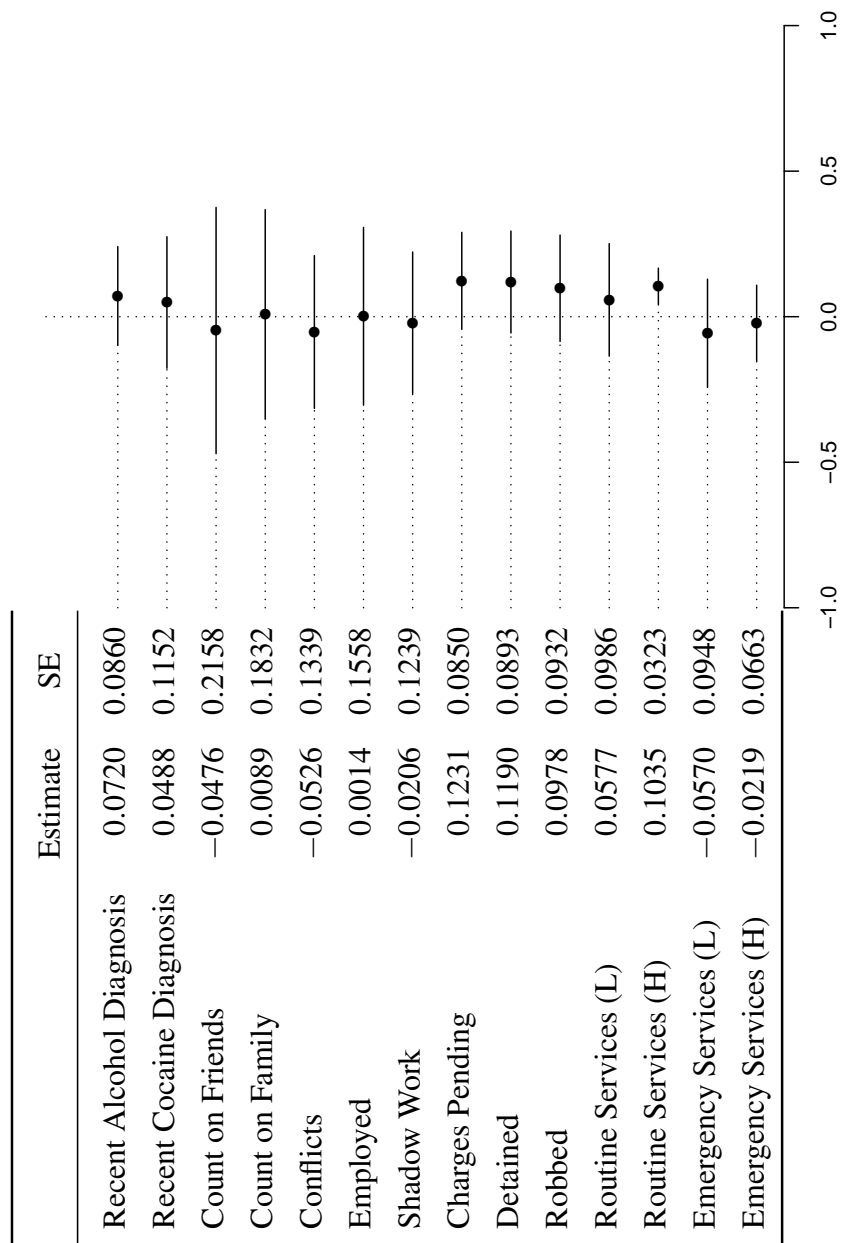 Estimate SE
Recent Alcohol Diagnosis 0.0720 0.0860
Recent Cocaine Diagnosis 0.0488 0.1152
Count on Friends −0.0476 0.2158
Count on Family 0.0089 0.1832
Conflicts −0.0526 0.1339
Employed 0.0014 0.1558
Shadow Work −0.0206 0.1239
Charges Pending 0.1231 0.0850
Detained 0.1190 0.0893
Robbed 0.0978 0.0932
Routine Services (L) 0.0577 0.0986
Routine Services (H) 0.1035 0.0323
Emergency Services (L) −0.0570 0.0948
Emergency Services (H) −0.0219 0.0663
−1.0 −0.5 0.0 0.5 1.0